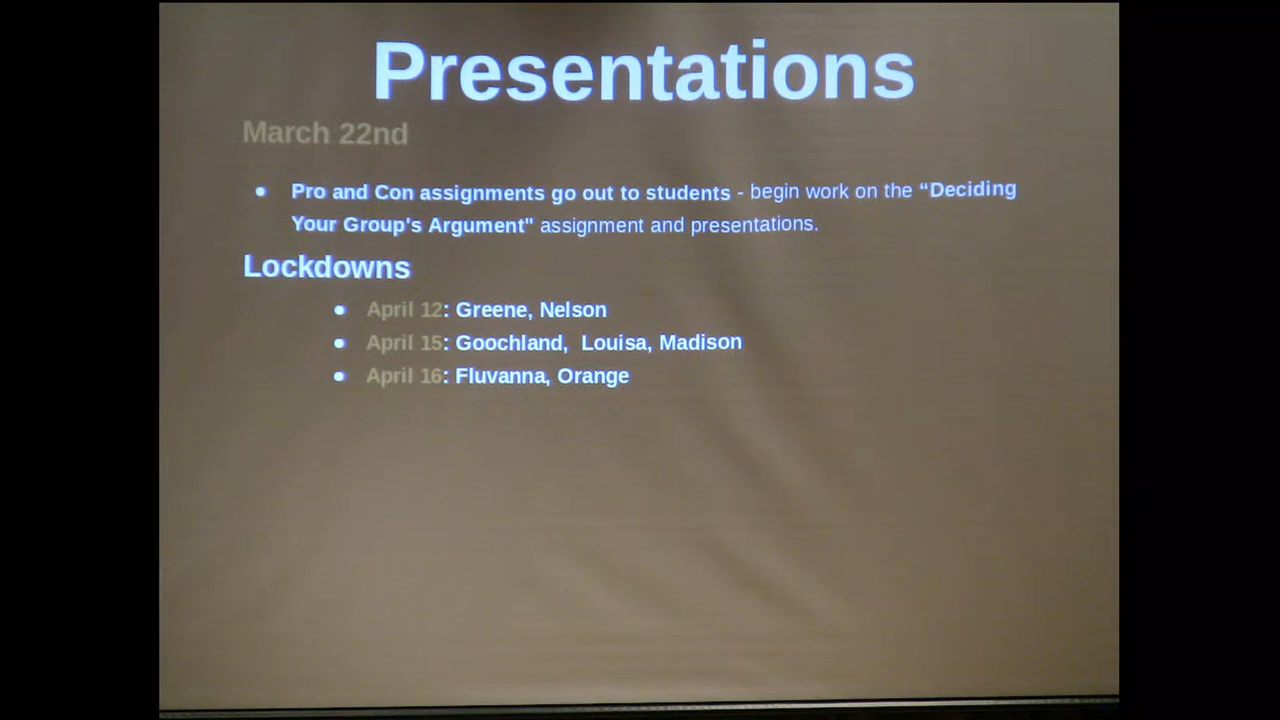 Presentations
March 22nd
• Pro and Con assignments go out to students - begin work on the “Deciding
Your Group's Argument" assignment and presentations.
Lockdowns
• April 12: Greene, Nelson
• April 15: Goochland,  Louisa, Madison
• April 16: Fluvanna, Orange